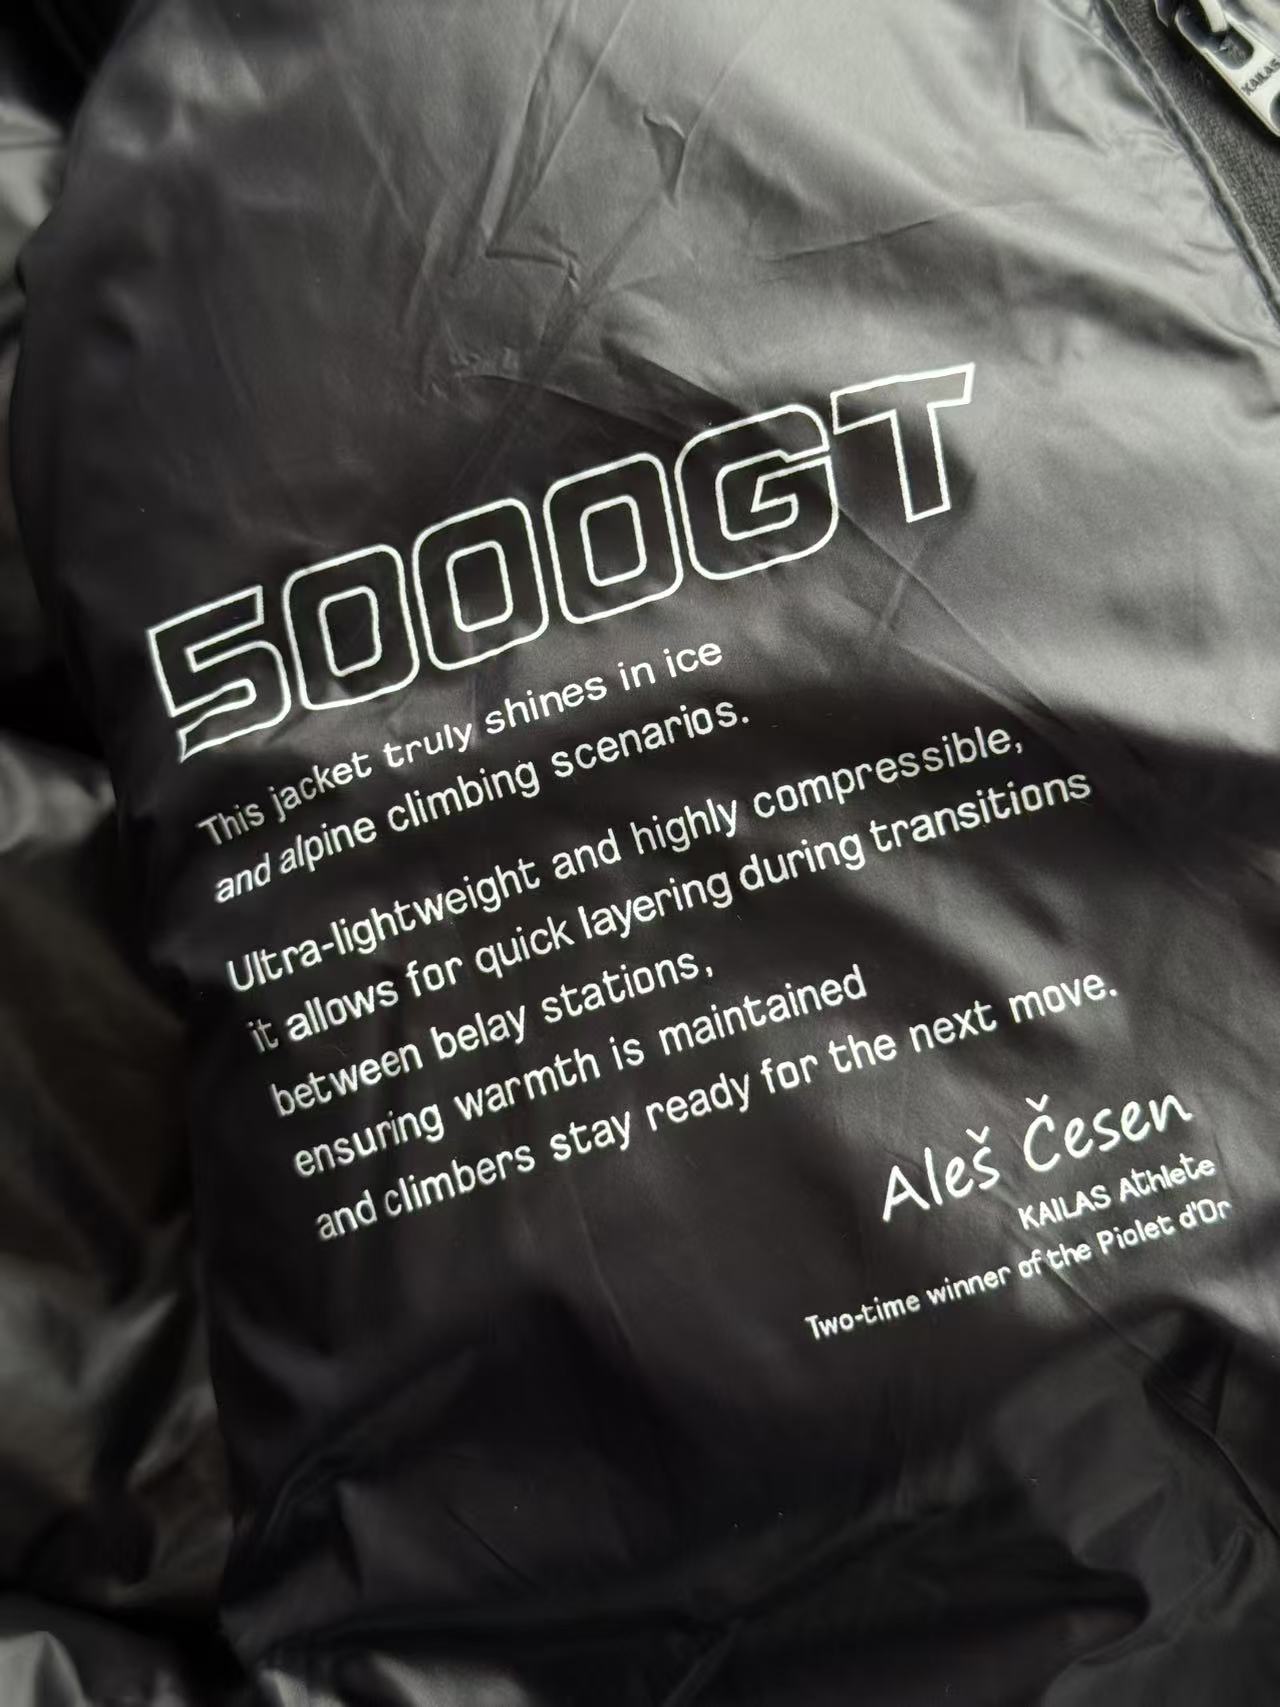 KAILAS
5000GT
This jacket truly shines in ice
and alpine climbing scenarios.
Ultra-lightweight and highly compressible,
it allows for quick layering during transitions
between belay stations,
ensuring warmth is maintained
and climbers stay ready for the next move.
Aleš Česen
KAILAS Athlete
Two-time winner of the Piolet d'Or